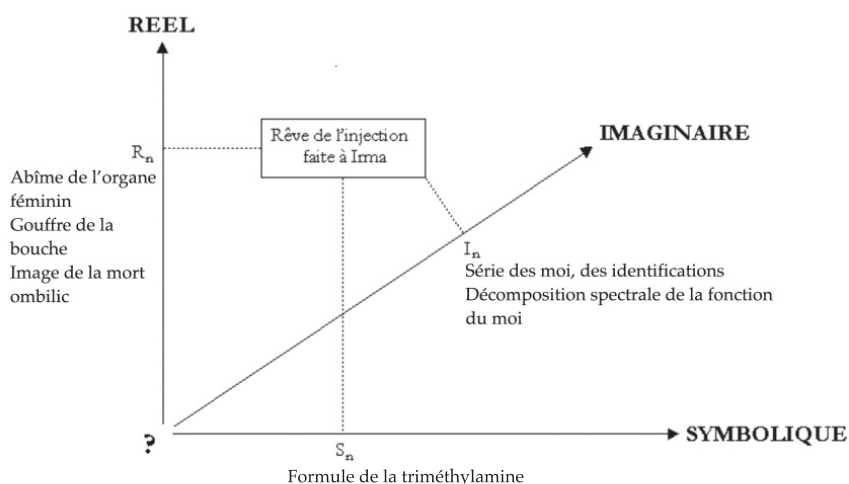 REEL
Rêve de l'injection
faite à Irma
IMAGINAIRE
Rn
Abîme de l'organe
féminin
Gouffre de la
bouche
Image de la mort
ombilic
In
Série des moi, des identifications
Décomposition spectrale de la fonction
du moi
?
SYMBOLIQUE
Sn
Formule de la triméthylamine